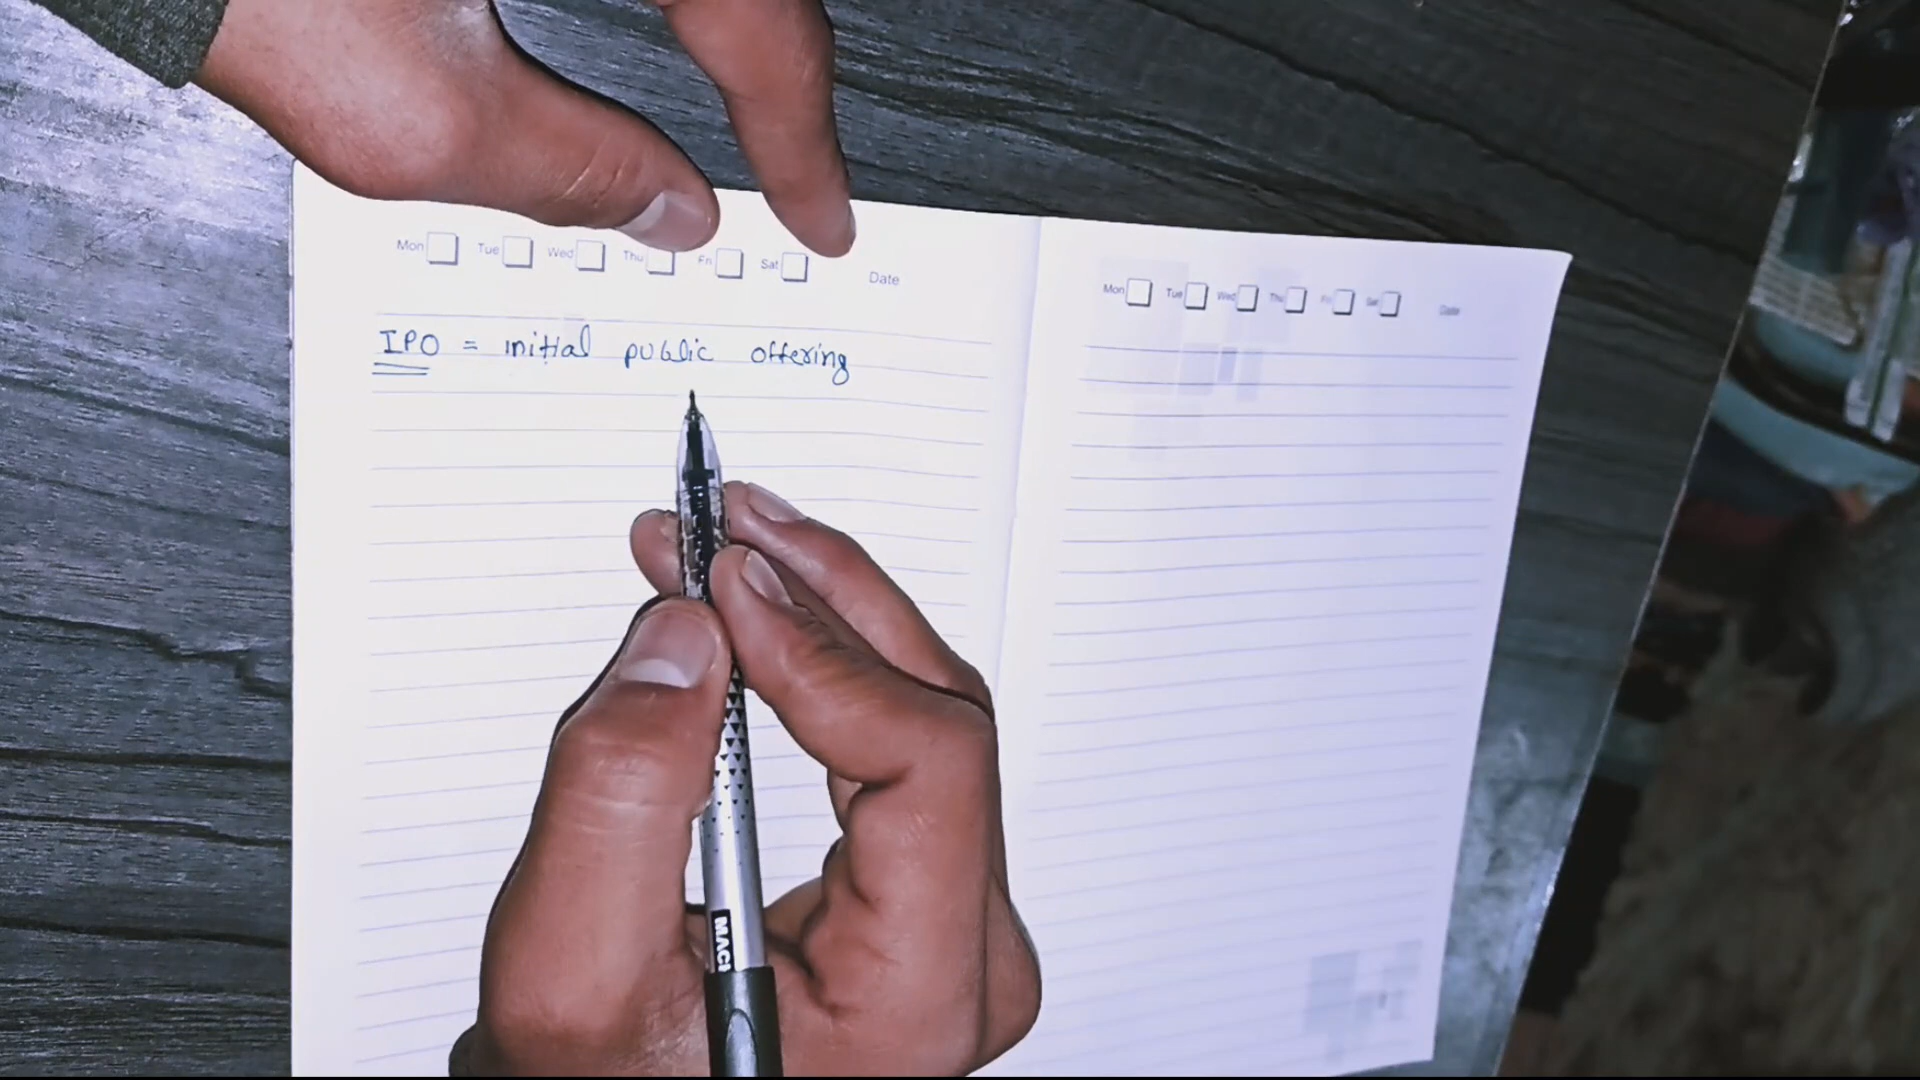 Mon Tue Wed Thu Fri Sat Date
IPO = initial public offering
Mon Tue Wed Thu Fri Sat Date